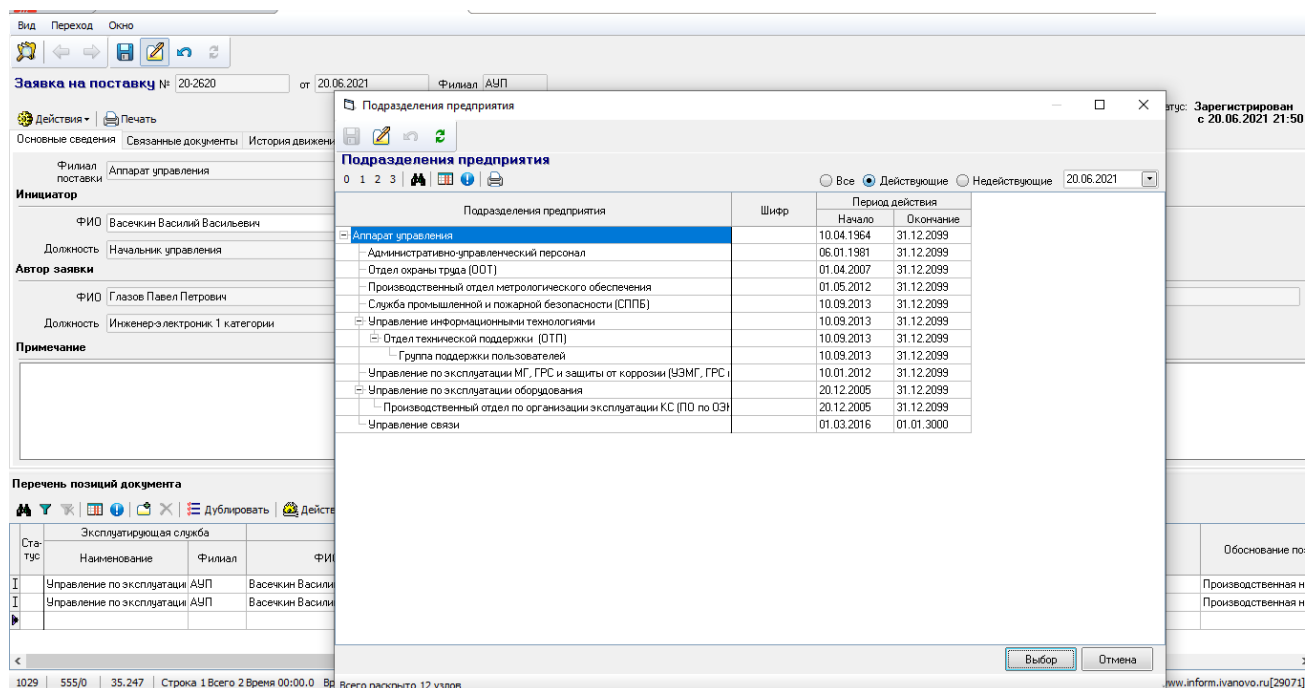 Вид Переход Окно
Заявка на поставку № 20-2620 от 20.06.2021 Филиал АУП
Действия Печать
Основные сведения Связанные документы История движени
Филиал поставки Аппарат управления
Инициатор
ФИО Васечкин Василий Васильевич
Должность Начальник управления
Автор заявки
ФИО Глазов Павел Петрович
Должность Инженер-электроник 1 категории
Примечание
атус: Зарегистрирован
с 20.06.2021 21:50
Подразделения предприятия
Подразделения предприятия
0 1 2 3 Все Действующие Недействующие 20.06.2021
Подразделения предприятия Шифр Период действия
Начало Окончание
Аппарат управления 10.04.1964 31.12.2099
Административно-управленческий персонал 06.01.1981 31.12.2099
Отдел охраны труда (ООТ) 01.04.2007 31.12.2099
Производственный отдел метрологического обеспечения 01.05.2012 31.12.2099
Служба промышленной и пожарной безопасности (СППБ) 10.09.2013 31.12.2099
Управление информационными технологиями 10.09.2013 31.12.2099
Отдел технической поддержки (ОТП) 10.09.2013 31.12.2099
Группа поддержки пользователей 10.09.2013 31.12.2099
Управление по эксплуатации МГ, ГРС и защиты от коррозии (УЭМГ, ГРС 10.01.2012 31.12.2099
Управление по эксплуатации оборудования 20.12.2005 31.12.2099
Производственный отдел по организации эксплуатации КС (ПО по ОЭ 20.12.2005 31.12.2099
Управление связи 01.03.2016 01.01.3000
Выбор Отмена
Всего раскрыто 12 узлов
Перечень позиций документа
Дублировать Действ
Ста-
тус
Эксплуатирующая служба
Наименование Филиал ФИ Обоснование по
I Управление по эксплуатаци АУП Васечкин Васили Производственная н
I Управление по эксплуатаци АУП Васечкин Васили Производственная н
1029 555/0 35.247 Строка 1 Всего 2 Время 00:00.0 Вр ww.inform.ivanovo.ru[29071]